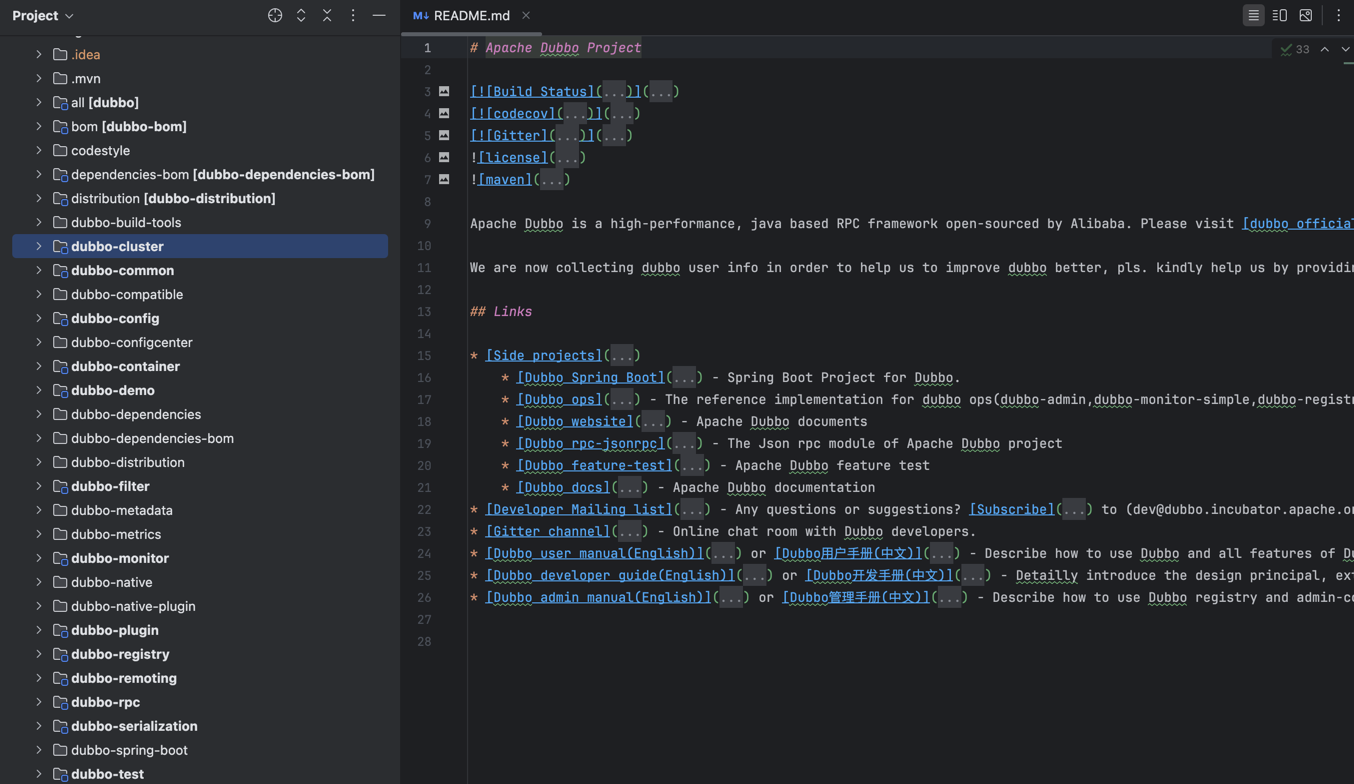 Project
README.md
.idea
.mvn
all [dubbo]
bom [dubbo-bom]
codestyle
dependencies-bom [dubbo-dependencies-bom]
distribution [dubbo-distribution]
dubbo-build-tools
dubbo-cluster
dubbo-common
dubbo-compatible
dubbo-config
dubbo-configcenter
dubbo-container
dubbo-demo
dubbo-dependencies
dubbo-dependencies-bom
dubbo-distribution
dubbo-filter
dubbo-metadata
dubbo-metrics
dubbo-monitor
dubbo-native
dubbo-native-plugin
dubbo-plugin
dubbo-registry
dubbo-remoting
dubbo-rpc
dubbo-serialization
dubbo-spring-boot
dubbo-test
33
1 # Apache Dubbo Project
2
3 [![Build Status](...)](...)
4 [![codecov](...)](...)
5 [![Gitter](...)](...)
6 ![license](...)
7 ![maven](...)
8
9 Apache Dubbo is a high-performance, java based RPC framework open-sourced by Alibaba. Please visit [dubbo official
10
11 We are now collecting dubbo user info in order to help us to improve dubbo better, pls. kindly help us by providin
12
13 ## Links
14
15 * [Side projects](...)
16 * [Dubbo Spring Boot](...) - Spring Boot Project for Dubbo.
17 * [Dubbo ops](...) - The reference implementation for dubbo ops(dubbo-admin,dubbo-monitor-simple,dubbo-registr
18 * [Dubbo website](...) - Apache Dubbo documents
19 * [Dubbo rpc-jsonrpc](...) - The Json rpc module of Apache Dubbo project
20 * [Dubbo feature-test](...) - Apache Dubbo feature test
21 * [Dubbo docs](...) - Apache Dubbo documentation
22 * [Developer Mailing list](...) - Any questions or suggestions? [Subscribe](...) to (dev@dubbo.incubator.apache.or
23 * [Gitter channel](...) - Online chat room with Dubbo developers.
24 * [Dubbo user manual(English)](...) or [Dubbo用户手册(中文)](...) - Describe how to use Dubbo and all features of Du
25 * [Dubbo developer guide(English)](...) or [Dubbo开发手册(中文)](...) - Detailly introduce the design principal, ext
26 * [Dubbo admin manual(English)](...) or [Dubbo管理手册(中文)](...) - Describe how to use Dubbo registry and admin-co
27
28